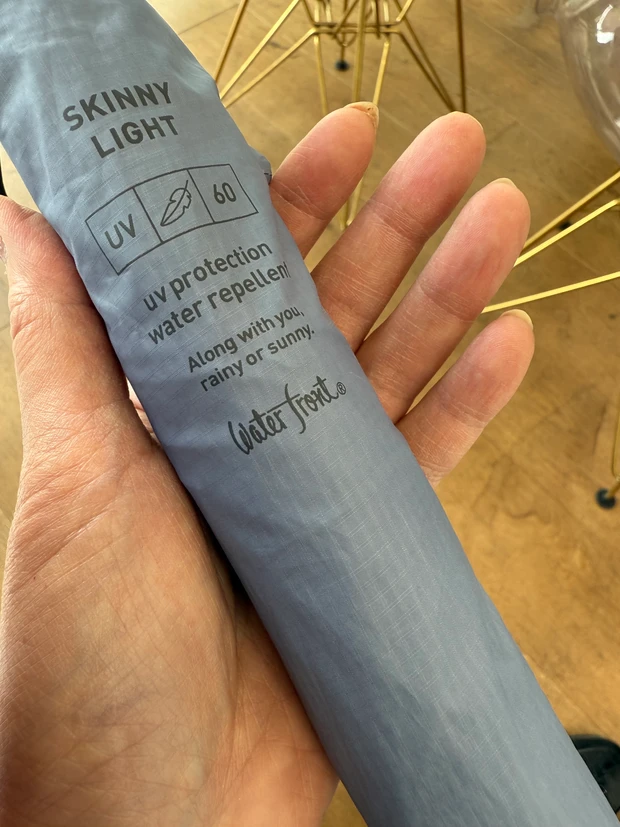 SKINNY
LIGHT
UV 60
uv protection
water repellent
Along with you,
rainy or sunny.
Water front®